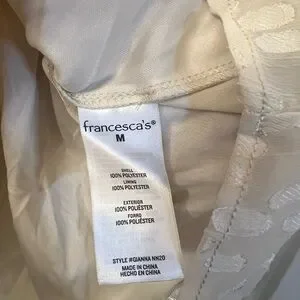 francesca's®
M
SHELL
100% POLYESTER
LINING
100% POLYESTER
EXTERIOR
100% POLIÉSTER
FORRO
100% POLIÉSTER
STYLE #GIANNA NN20
MADE IN CHINA
HECHO EN CHINA